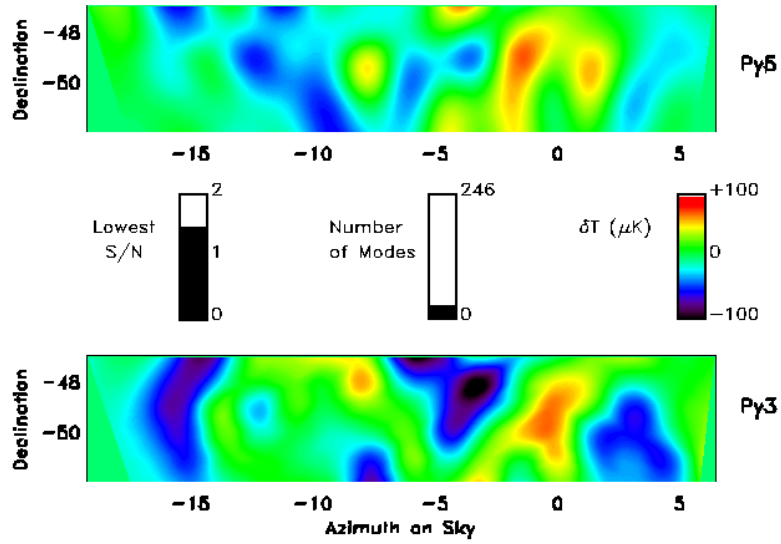 Declination
-48
-50
Py5
-15 -10 -5 0 5
Lowest
S/N
2
1
0
Number
of Modes
246
0
δT (μK)
+100
0
-100
Declination
-48
-50
Py3
-15 -10 -5 0 5
Azimuth on Sky